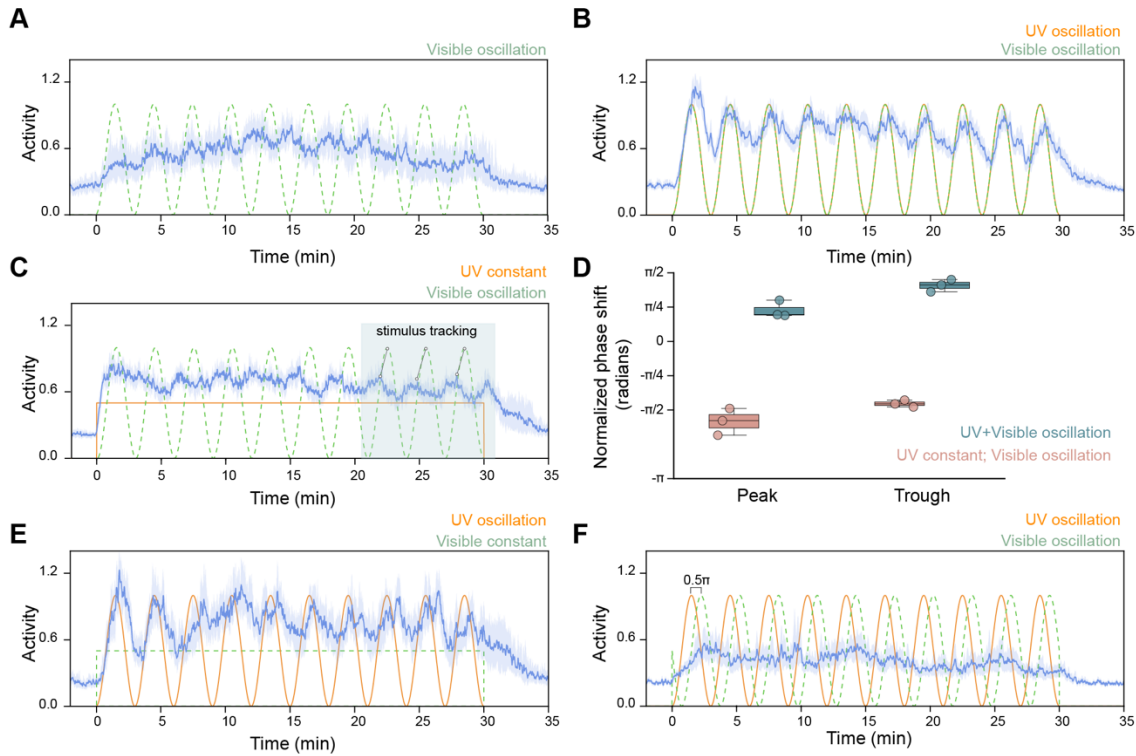 A
Visible oscillation
Activity
1.2
0.6
0.0
0 5 10 15 20 25 30 35
Time (min)
B
UV oscillation
Visible oscillation
Activity
1.2
0.6
0.0
0 5 10 15 20 25 30 35
Time (min)
C
UV constant
Visible oscillation
stimulus tracking
Activity
1.2
0.6
0.0
0 5 10 15 20 25 30 35
Time (min)
D
Normalized phase shift
(radians)
π/2
π/4
0
-π/4
-π/2
-π
UV+Visible oscillation
UV constant; Visible oscillation
Peak Trough
E
UV oscillation
Visible constant
Activity
1.2
0.6
0.0
0 5 10 15 20 25 30 35
Time (min)
F
UV oscillation
Visible oscillation
0.5π
Activity
1.2
0.6
0.0
0 5 10 15 20 25 30 35
Time (min)